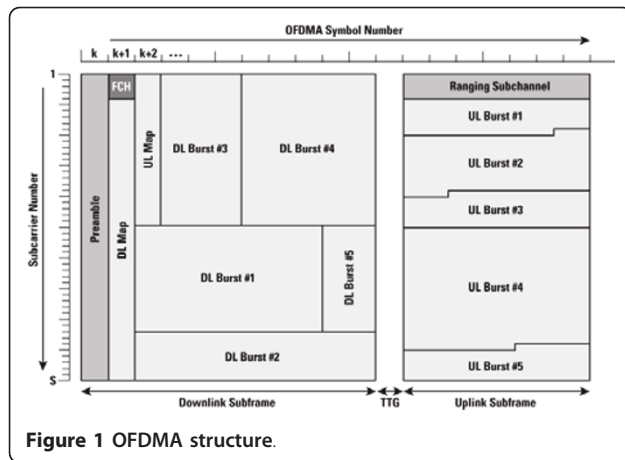 OFDMA Symbol Number
k k+1 k+2 ...
1
S
Subcarrier Number
Preamble
FCH
DL Map
UL Map
DL Burst #3
DL Burst #4
DL Burst #1
DL Burst #5
DL Burst #2
Ranging Subchannel
UL Burst #1
UL Burst #2
UL Burst #3
UL Burst #4
UL Burst #5
Downlink Subframe
TTG
Uplink Subframe
Figure 1 OFDMA structure.